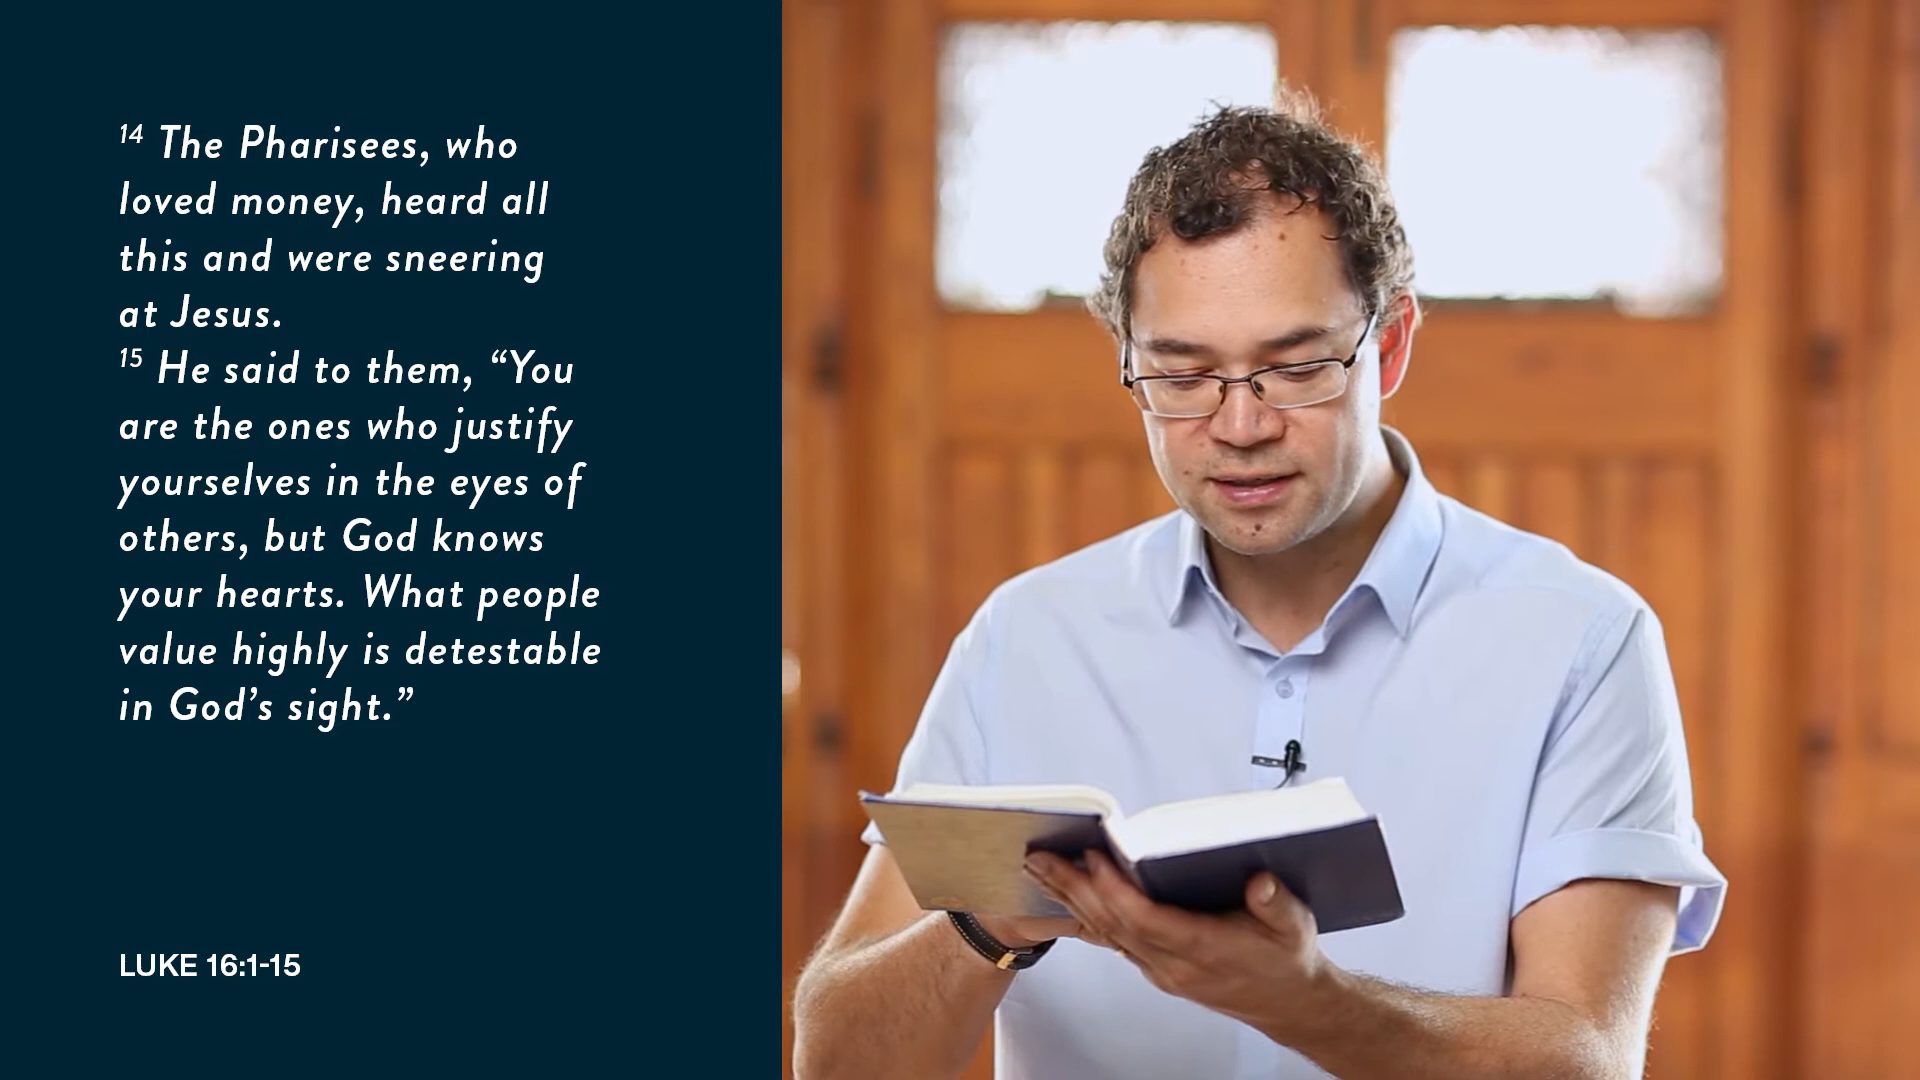 14 The Pharisees, who
loved money, heard all
this and were sneering
at Jesus.
15 He said to them, “You
are the ones who justify
yourselves in the eyes of
others, but God knows
your hearts. What people
value highly is detestable
in God’s sight.”
LUKE 16:1-15